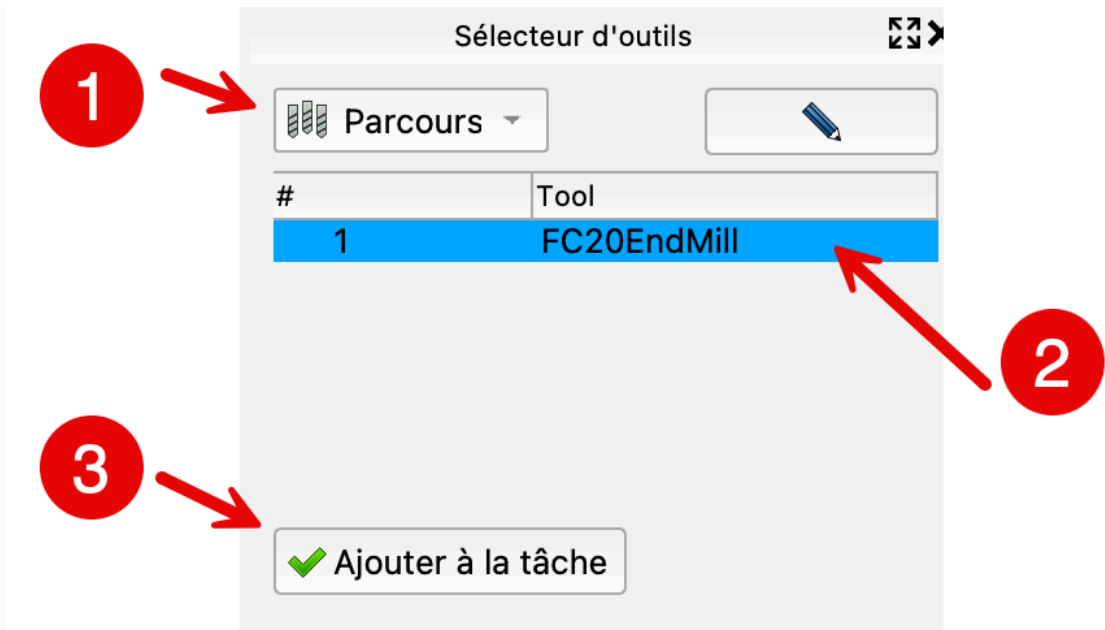 Sélecteur d'outils
1
Parcours
# Tool
1 FC20EndMill
2
3
Ajouter à la tâche